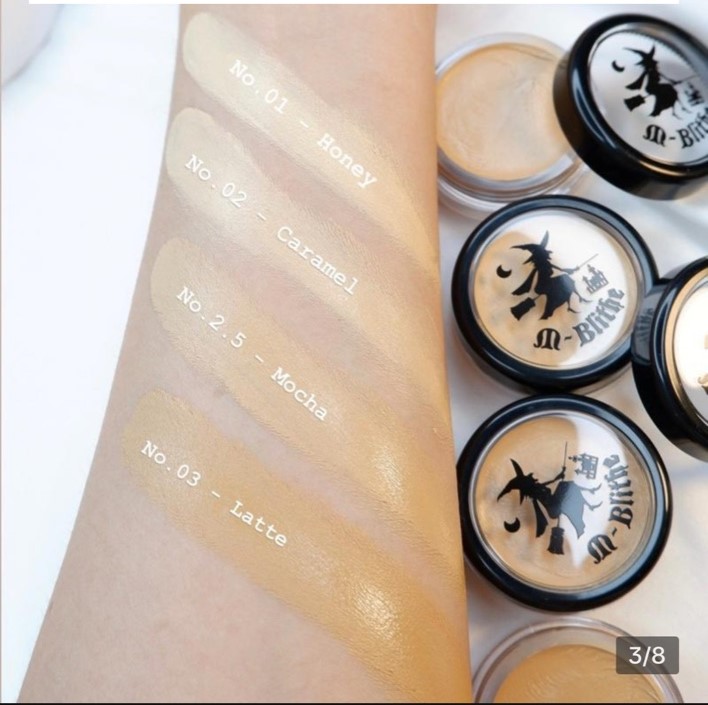 No.01 - Honey
No.02 - Caramel
No.2.5 - Mocha
No.03 - Latte
M-Blithe
M-Blithe
M-Blithe
3/8